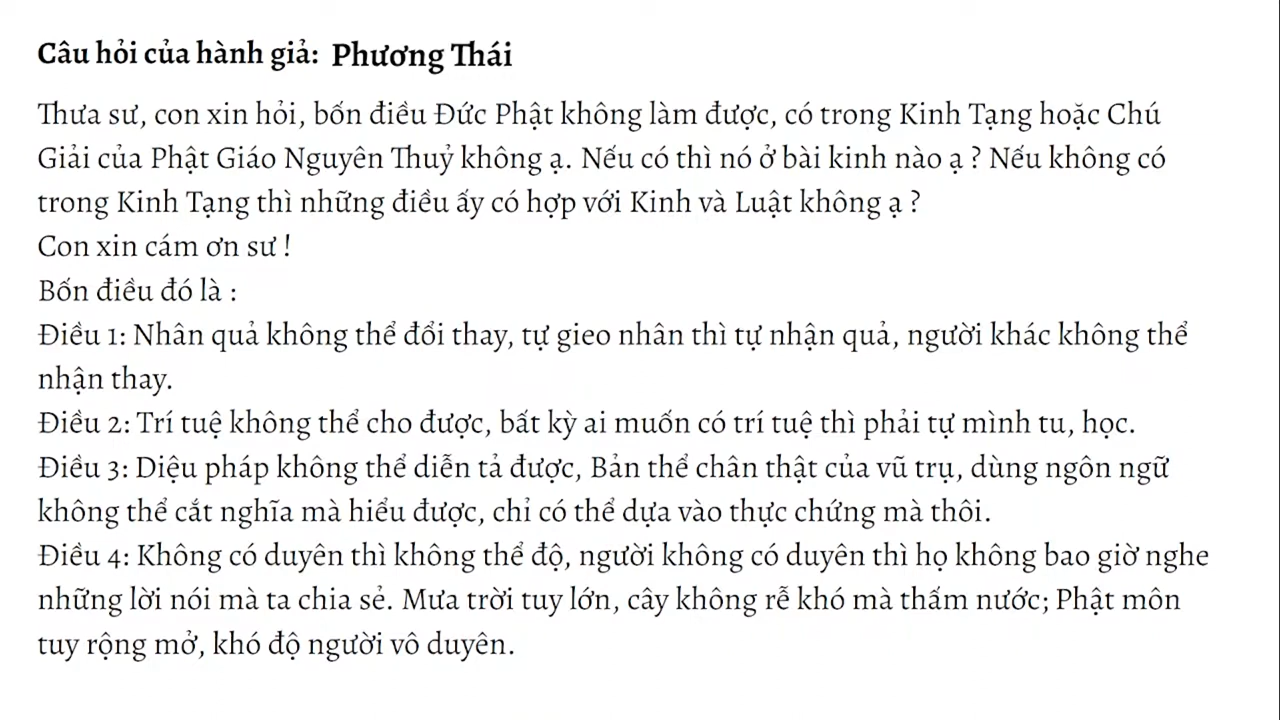 Câu hỏi của hành giả: Phương Thái
Thưa sư, con xin hỏi, bốn điều Đức Phật không làm được, có trong Kinh Tạng hoặc Chú
Giải của Phật Giáo Nguyên Thuỷ không ạ. Nếu có thì nó ở bài kinh nào ạ ? Nếu không có
trong Kinh Tạng thì những điều ấy có hợp với Kinh và Luật không ạ ?
Con xin cám ơn sư !
Bốn điều đó là :
Điều 1: Nhân quả không thể đổi thay, tự gieo nhân thì tự nhận quả, người khác không thể
nhận thay.
Điều 2: Trí tuệ không thể cho được, bất kỳ ai muốn có trí tuệ thì phải tự mình tu, học.
Điều 3: Diệu pháp không thể diễn tả được, Bản thể chân thật của vũ trụ, dùng ngôn ngữ
không thể cắt nghĩa mà hiểu được, chỉ có thể dựa vào thực chứng mà thôi.
Điều 4: Không có duyên thì không thể độ, người không có duyên thì họ không bao giờ nghe
những lời nói mà ta chia sẻ. Mưa trời tuy lớn, cây không rễ khó mà thấm nước; Phật môn
tuy rộng mở, khó độ người vô duyên.